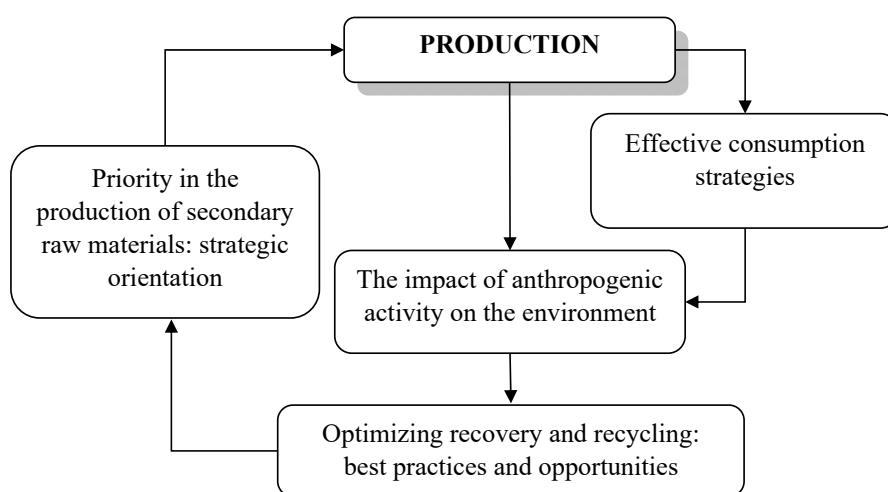 PRODUCTION
Effective consumption
strategies
Priority in the
production of secondary
raw materials: strategic
orientation
The impact of anthropogenic
activity on the environment
Optimizing recovery and recycling:
best practices and opportunities